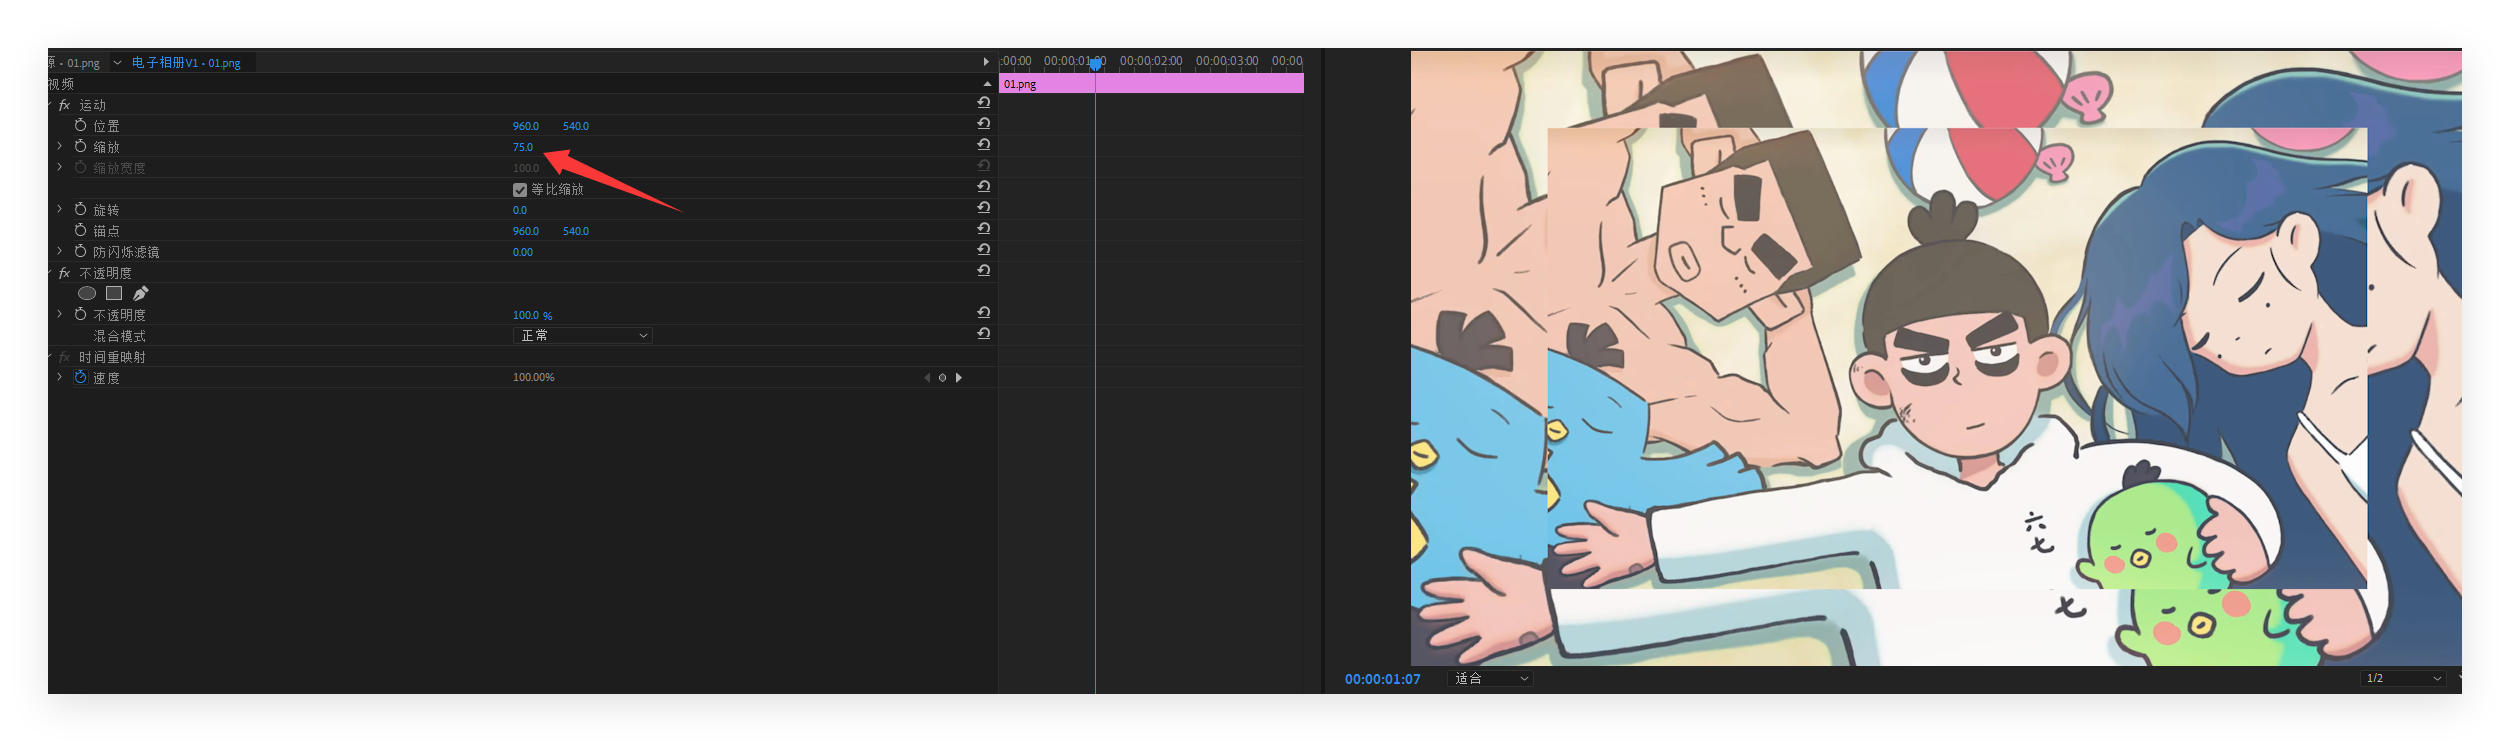 源 - 01.png 电子相册V1 - 01.png
:00:00 00:00:01:00 00:00:02:00 00:00:03:00 00:00
视频
01.png
fx 运动
位置 960.0 540.0
缩放 75.0
缩放宽度 100.0
等比缩放
旋转 0.0
锚点 960.0 540.0
防闪烁滤镜 0.00
fx 不透明度
不透明度 100.0 %
混合模式 正常
fx 时间重映射
速度 100.00%
00:00:01:07 适合 1/2